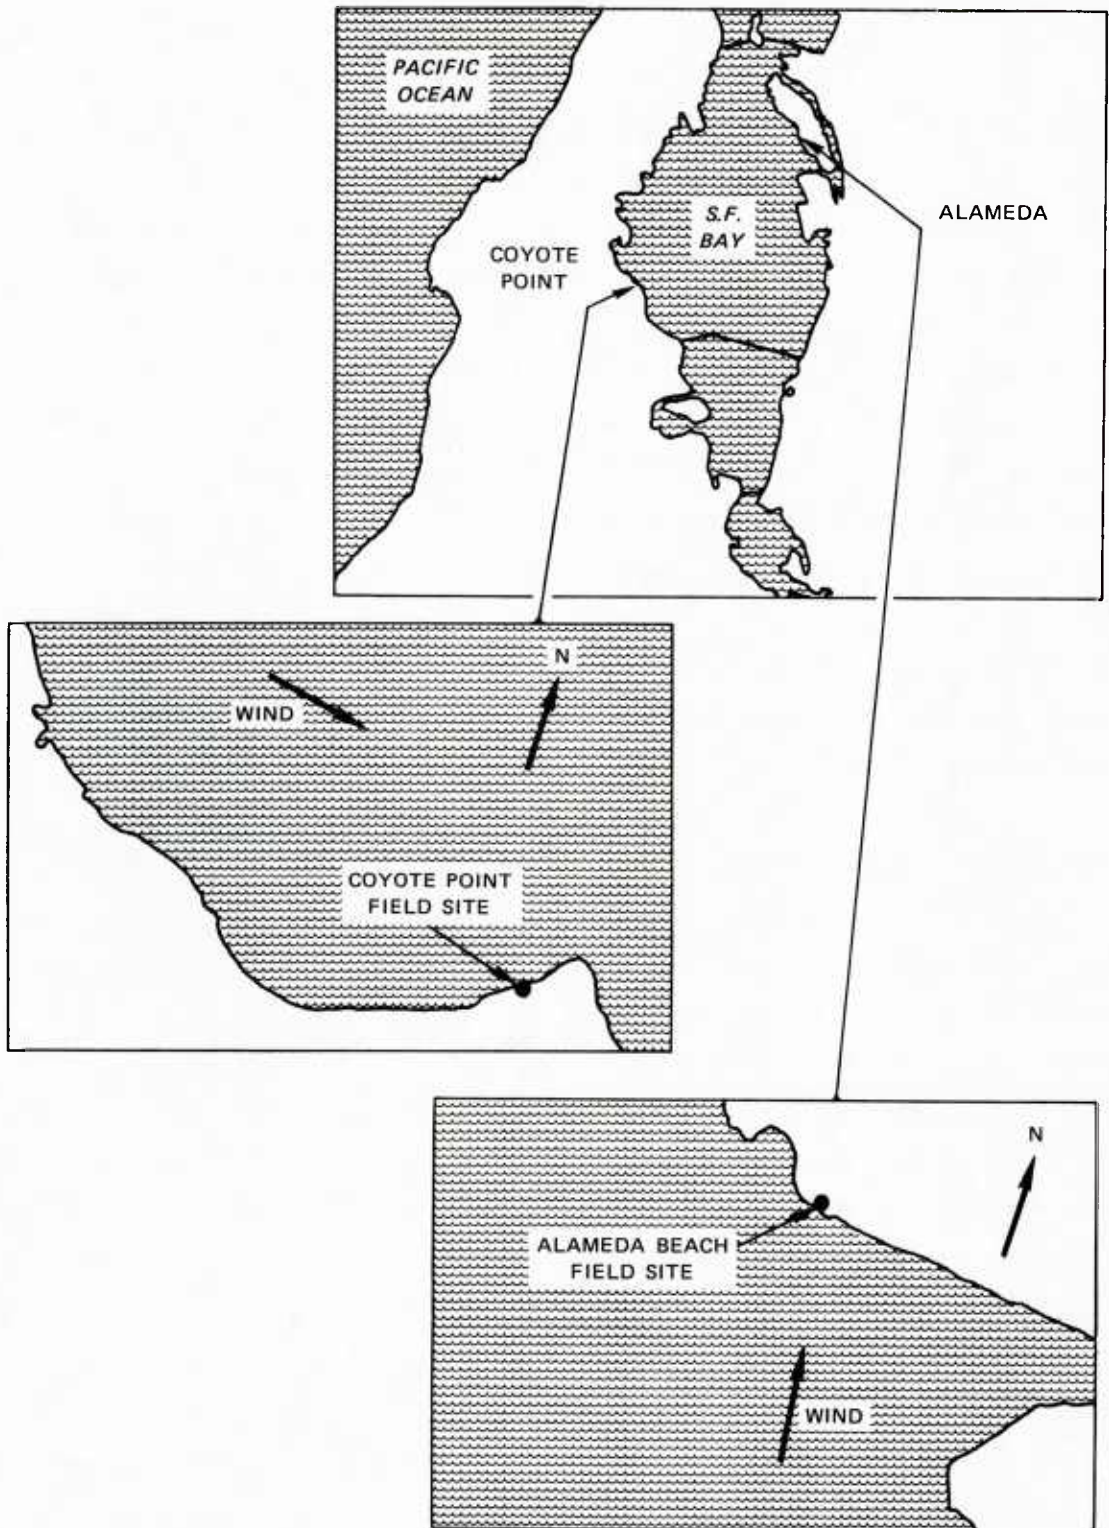 PACIFIC
OCEAN
S.F.
BAY
ALAMEDA
COYOTE
POINT
N
WIND
COYOTE POINT
FIELD SITE
N
ALAMEDA BEACH
FIELD SITE
WIND